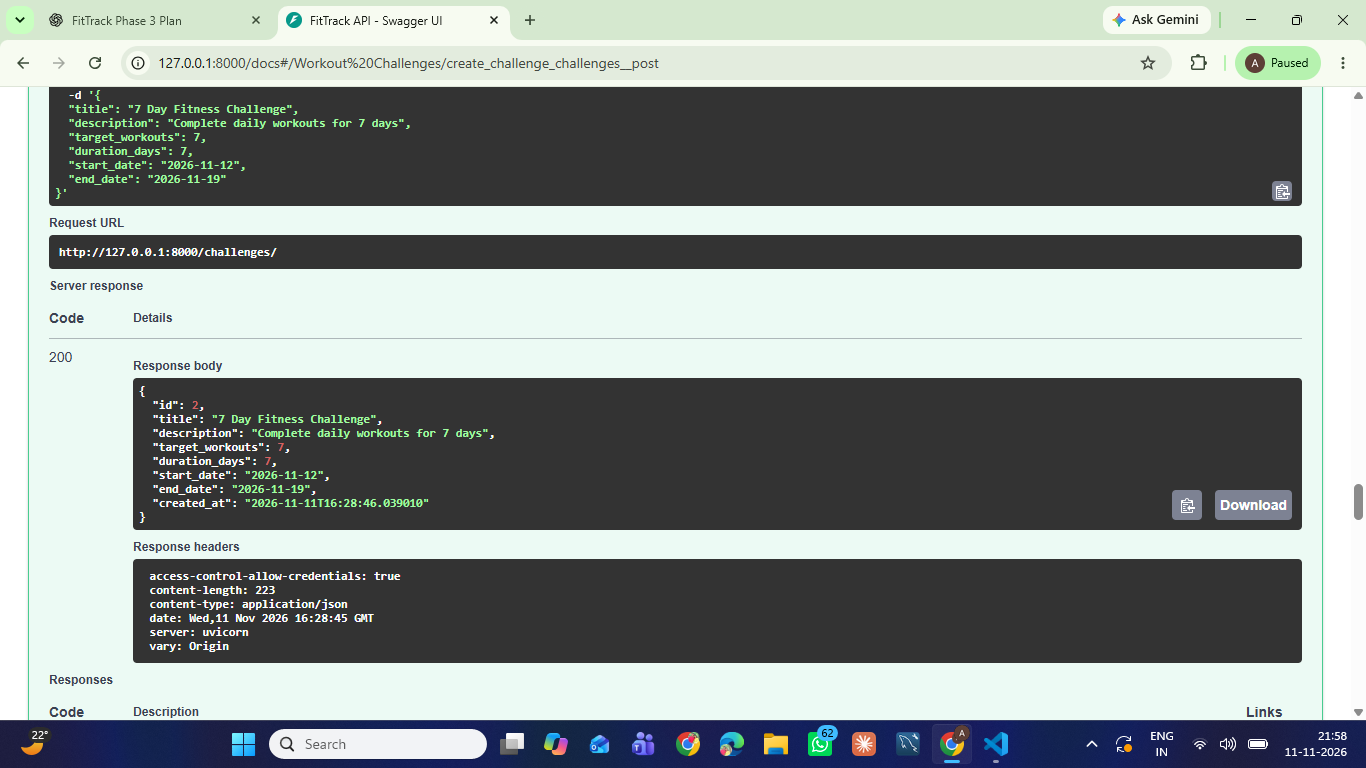 FitTrack Phase 3 Plan
FitTrack API - Swagger UI
Ask Gemini
127.0.0.1:8000/docs#/Workout%20Challenges/create_challenge_challenges__post
A Paused
-d '{
"title": "7 Day Fitness Challenge",
"description": "Complete daily workouts for 7 days",
"target_workouts": 7,
"duration_days": 7,
"start_date": "2026-11-12",
"end_date": "2026-11-19"
}'
Request URL
http://127.0.0.1:8000/challenges/
Server response
Code Details
200
Response body
{
"id": 2,
"title": "7 Day Fitness Challenge",
"description": "Complete daily workouts for 7 days",
"target_workouts": 7,
"duration_days": 7,
"start_date": "2026-11-12",
"end_date": "2026-11-19",
"created_at": "2026-11-11T16:28:46.039010"
}
Download
Response headers
access-control-allow-credentials: true
content-length: 223
content-type: application/json
date: Wed,11 Nov 2026 16:28:45 GMT
server: uvicorn
vary: Origin
Responses
Code Description Links
22°
Search
62
A
ENG
IN
21:58
11-11-2026